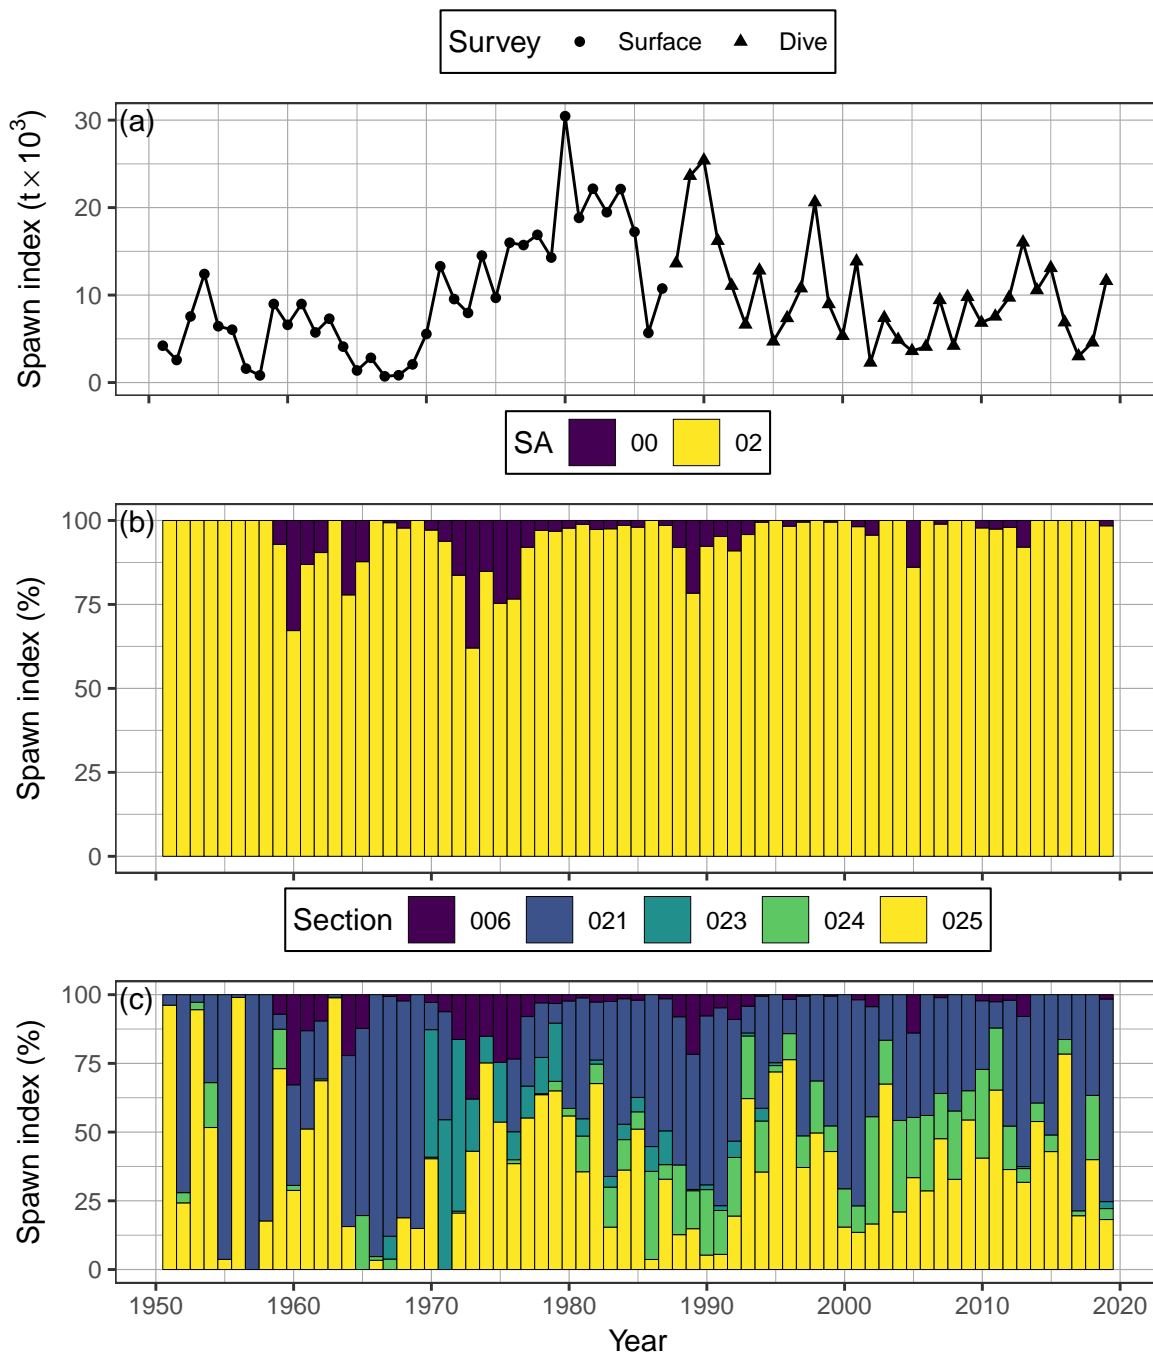 Survey Surface Dive
(a)
Spawn index (t × 10³)
30
20
10
0
SA 00 02
(b)
Spawn index (%)
100
75
50
25
0
Section 006 021 023 024 025
(c)
Spawn index (%)
100
75
50
25
0
1950 1960 1970 1980 1990 2000 2010 2020
Year